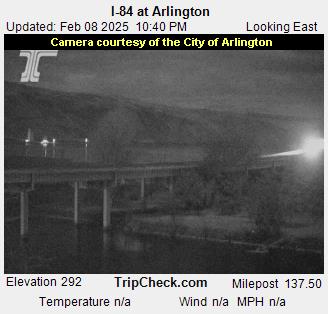 I-84 at Arlington
Updated: Feb 08 2025 10:40 PM Looking East
Camera courtesy of the City of Arlington
Elevation 292 TripCheck.com Milepost 137.50
Temperature n/a Wind n/a MPH n/a